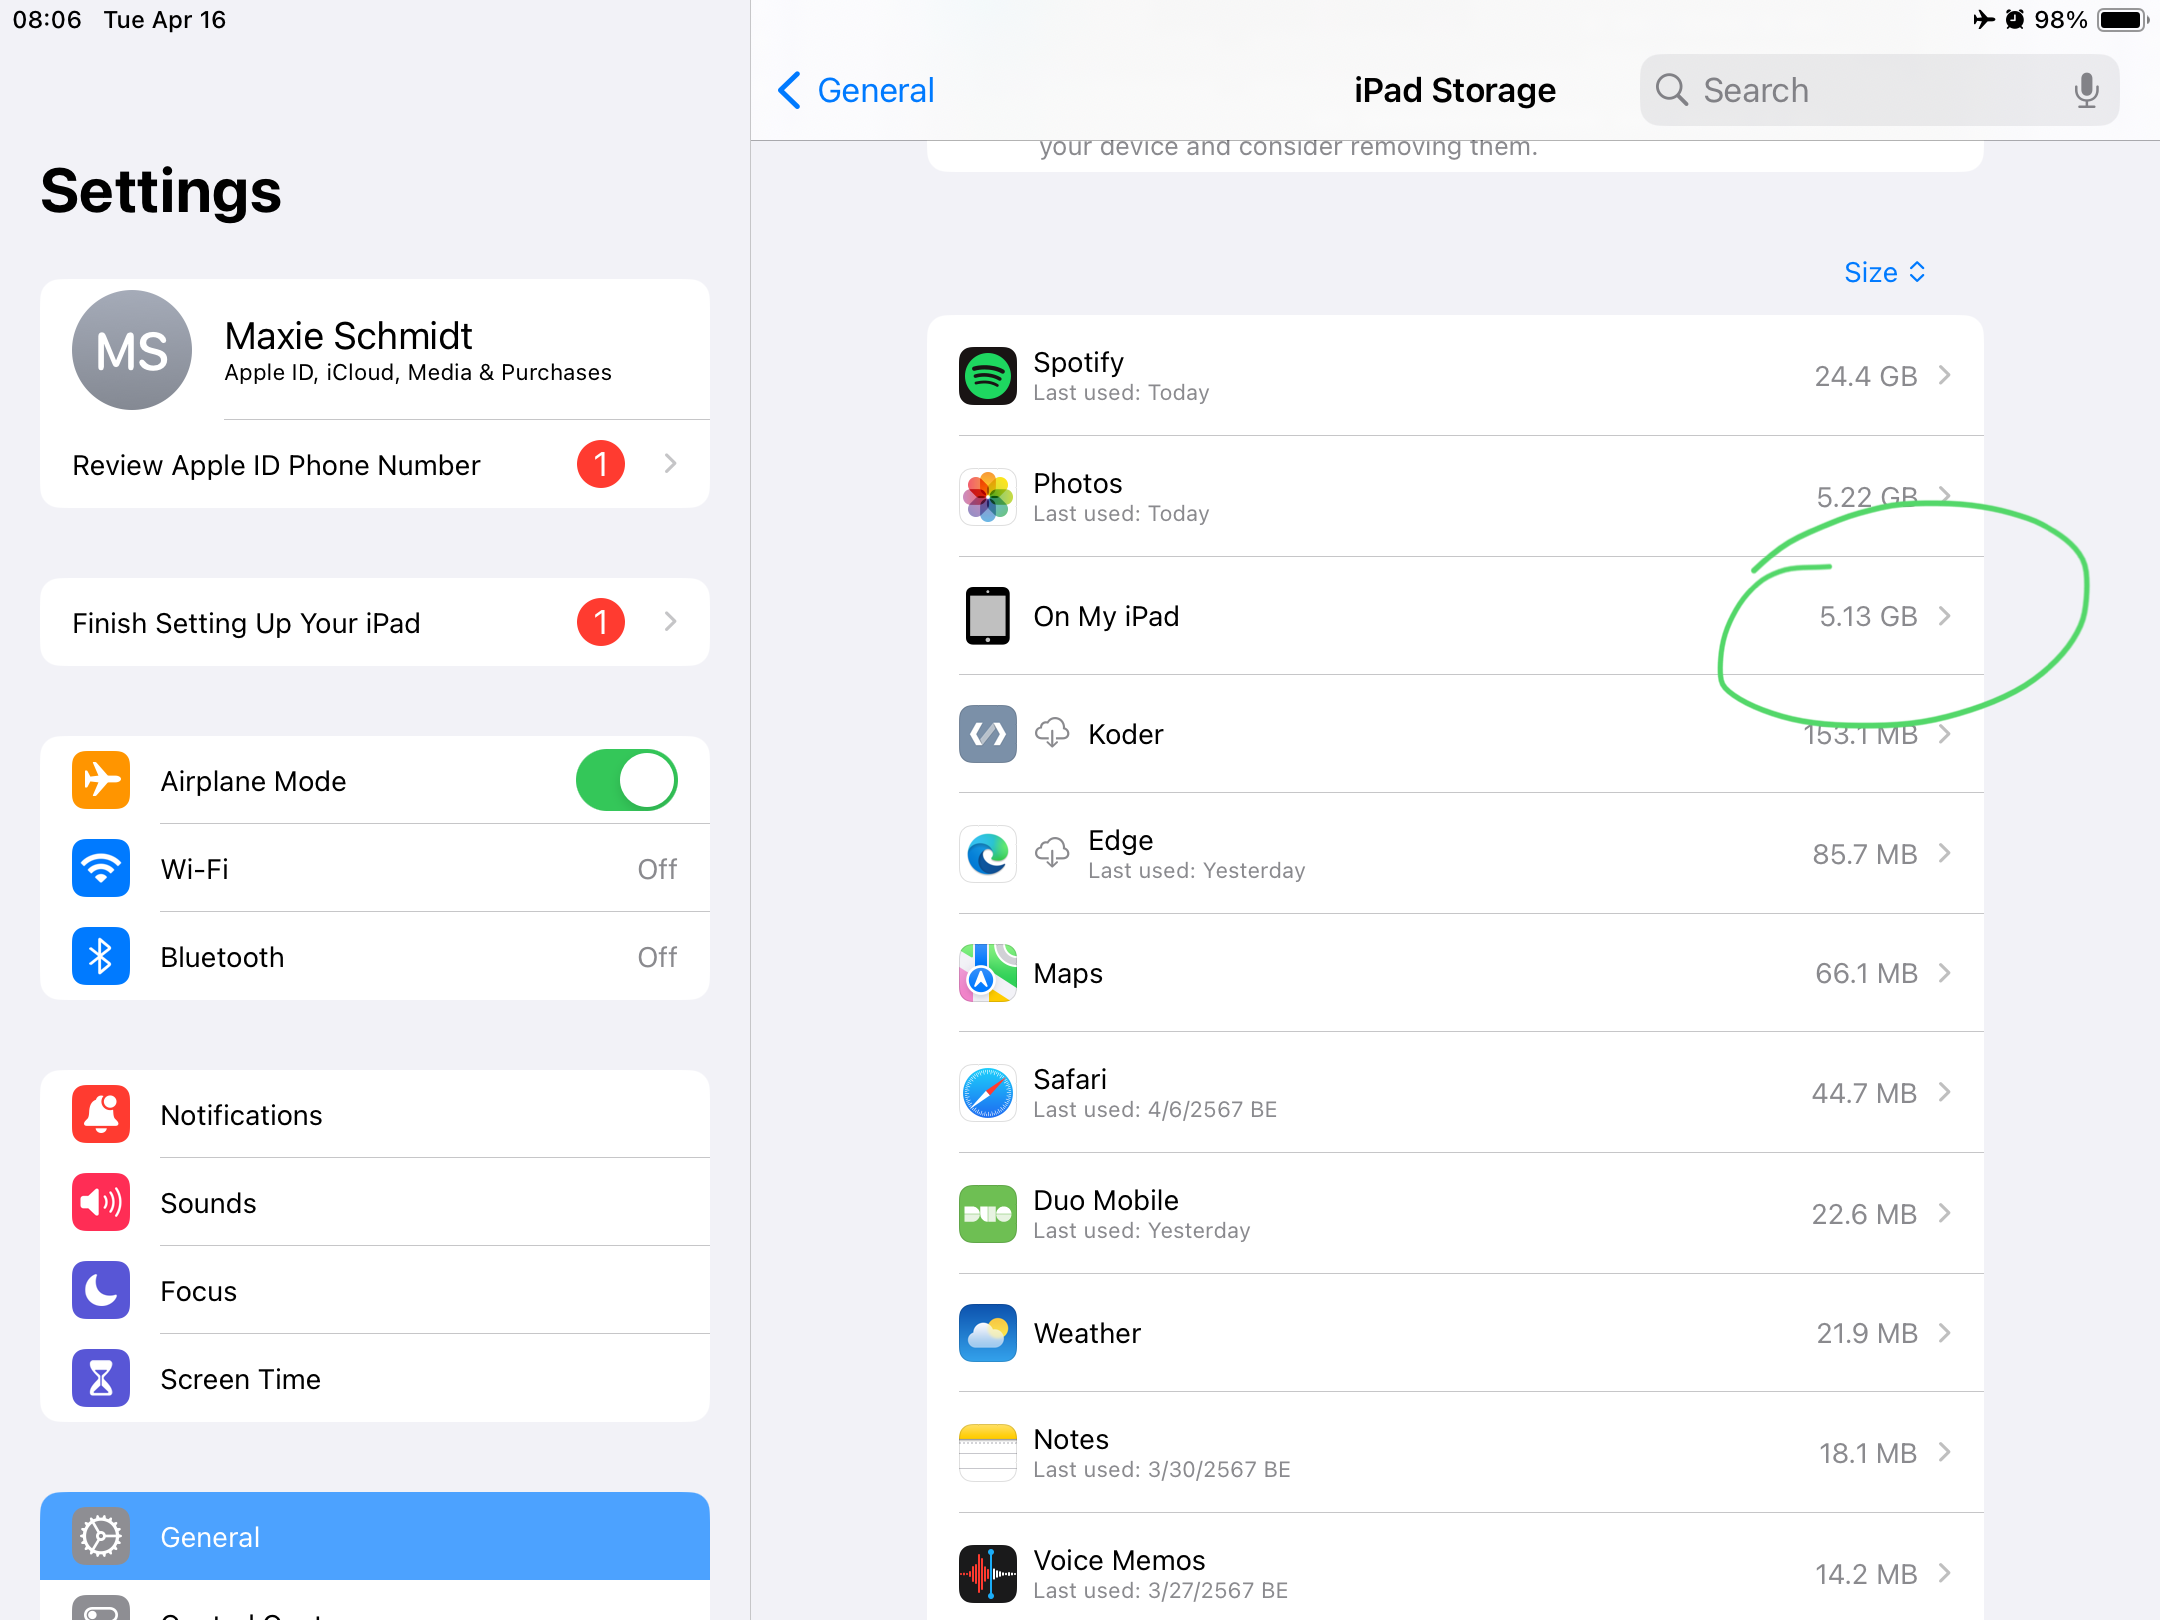 08:06 Tue Apr 16
98%
General
iPad Storage
Search
your device and consider removing them.
Settings
MS
Maxie Schmidt
Apple ID, iCloud, Media & Purchases
Review Apple ID Phone Number
1
Finish Setting Up Your iPad
1
Airplane Mode
Wi-Fi
Off
Bluetooth
Off
Notifications
Sounds
Focus
Screen Time
General
Size
Spotify
24.4 GB
Last used: Today
Photos
5.22 GB
Last used: Today
On My iPad
5.13 GB
Koder
153.1 MB
Edge
85.7 MB
Last used: Yesterday
Maps
66.1 MB
Safari
44.7 MB
Last used: 4/6/2567 BE
DUO
Duo Mobile
22.6 MB
Last used: Yesterday
Weather
21.9 MB
Notes
18.1 MB
Last used: 3/30/2567 BE
Voice Memos
14.2 MB
Last used: 3/27/2567 BE